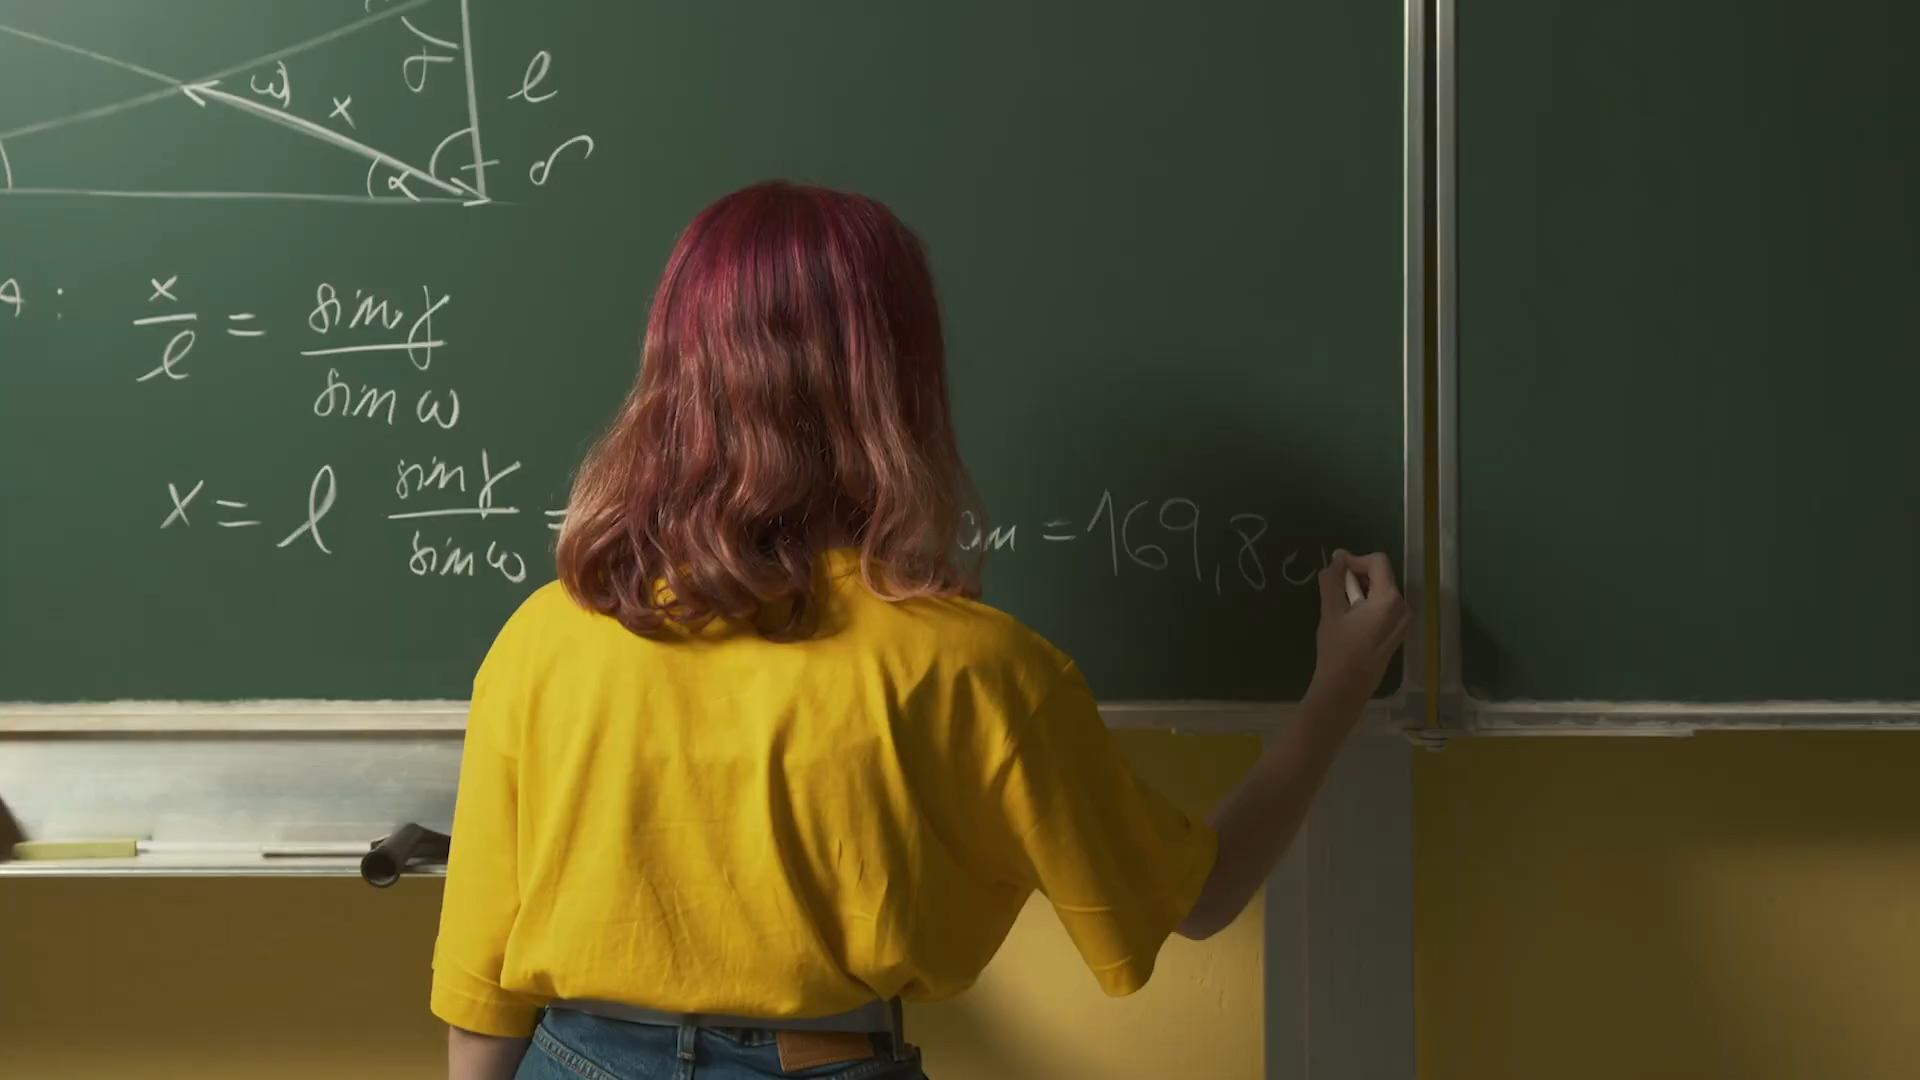 γ l
ω x
α δ
x/l = sin γ / sin ω
x = l sin γ / sin ω = cm = 169,8